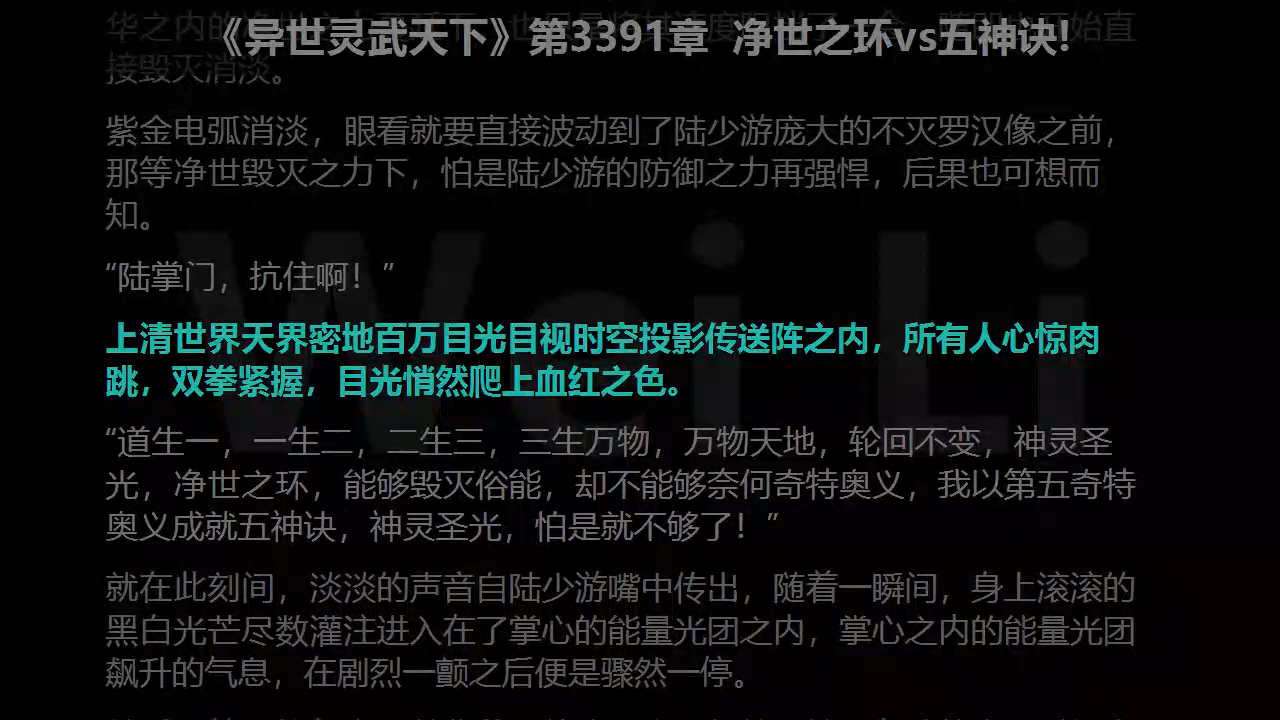 《异世灵武天下》第3391章 净世之环vs五神诀!
华之内的
接毁灭消淡。
紫金电弧消淡，眼看就要直接波动到了陆少游庞大的不灭罗汉像之前，
那等净世毁灭之力下，怕是陆少游的防御之力再强悍，后果也可想而
知。
“陆掌门，抗住啊！”
上清世界天界密地百万目光目视时空投影传送阵之内，所有人心惊肉
跳，双拳紧握，目光悄然爬上血红之色。
“道生一，一生二，二生三，三生万物，万物天地，轮回不变，神灵圣
光，净世之环，能够毁灭俗能，却不能够奈何奇特奥义，我以第五奇特
奥义成就五神诀，神灵圣光，怕是就不够了！”
就在此刻间，淡淡的声音自陆少游嘴中传出，随着一瞬间，身上滚滚的
黑白光芒尽数灌注进入在了掌心的能量光团之内，掌心之内的能量光团
飙升的气息，在剧烈一颤之后便是骤然一停。
Wei Li